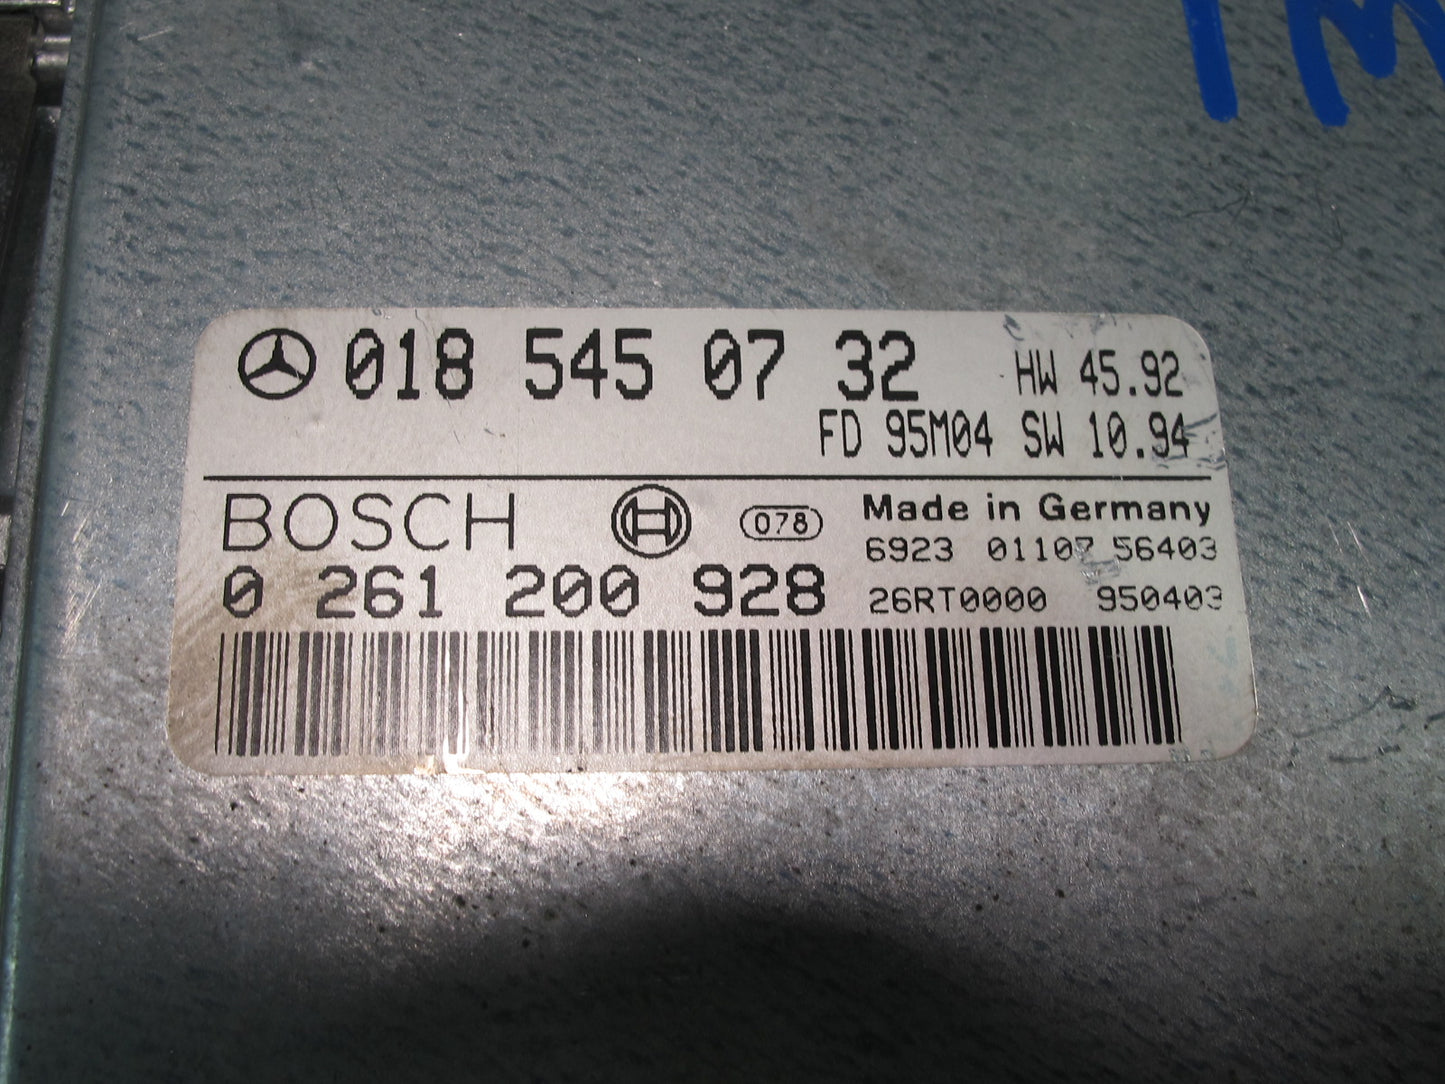 1M
018 545 07 32 HW 45.92
FD 95M04 SW 10.94
BOSCH 078 Made in Germany
6923 01107 56403
0 261 200 928 26RT0000 950403